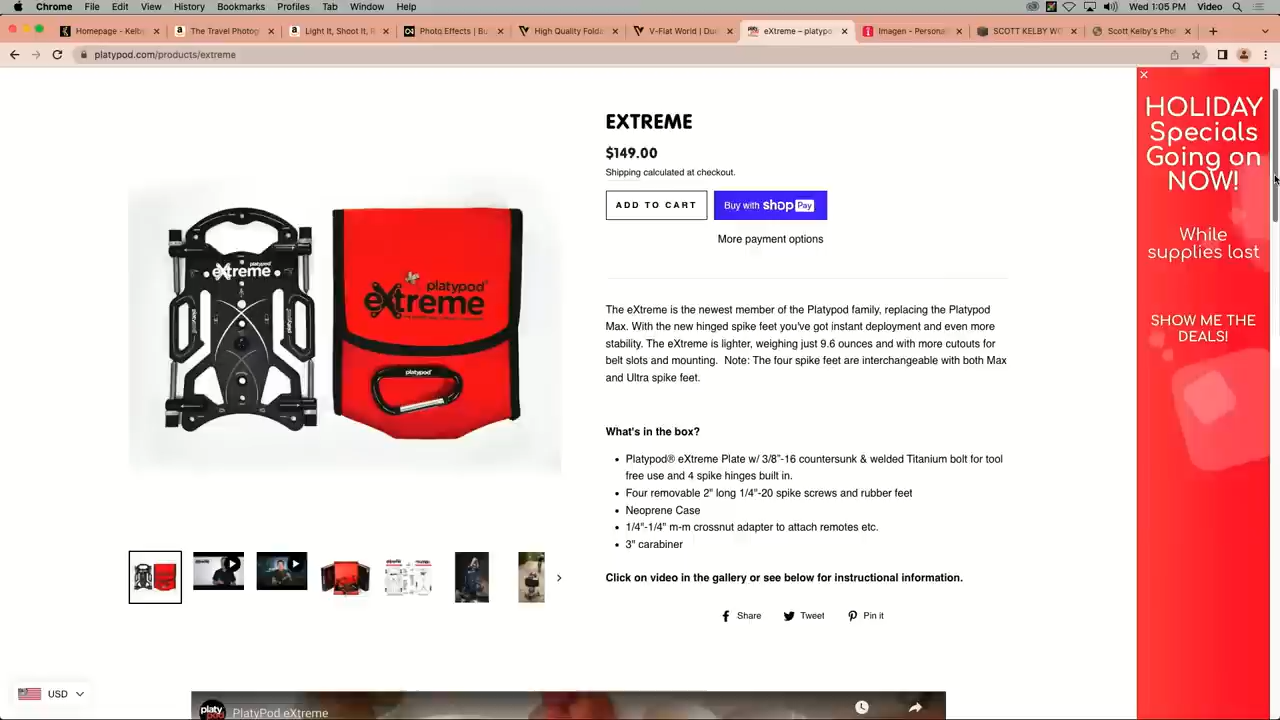 Chrome File Edit View History Bookmarks Profiles Tab Window Help
Wed 1:05 PM Video
Homepage - Kelby
The Travel Photog
Light It, Shoot It, R
Photo Effects | Bu
High Quality Folda
V-Flat World | Du
eXtreme – platypo
Imagen - Persona
SCOTT KELBY WO
Scott Kelby's Phot
platypod.com/products/extreme
EXTREME
$149.00
Shipping calculated at checkout.
ADD TO CART
Buy with shop Pay
More payment options
platypod
extreme
platypod
extreme
platypod
The eXtreme is the newest member of the Platypod family, replacing the Platypod
Max. With the new hinged spike feet you've got instant deployment and even more
stability. The eXtreme is lighter, weighing just 9.6 ounces and with more cutouts for
belt slots and mounting. Note: The four spike feet are interchangeable with both Max
and Ultra spike feet.
What's in the box?
Platypod® eXtreme Plate w/ 3/8"-16 countersunk & welded Titanium bolt for tool
free use and 4 spike hinges built in.
Four removable 2" long 1/4"-20 spike screws and rubber feet
Neoprene Case
1/4"-1/4" m-m crossnut adapter to attach remotes etc.
3" carabiner
Click on video in the gallery or see below for instructional information.
Share Tweet Pin it
HOLIDAY
Specials
Going on
NOW!
While
supplies last
SHOW ME THE
DEALS!
USD
platy
pod
PlatyPod eXtreme